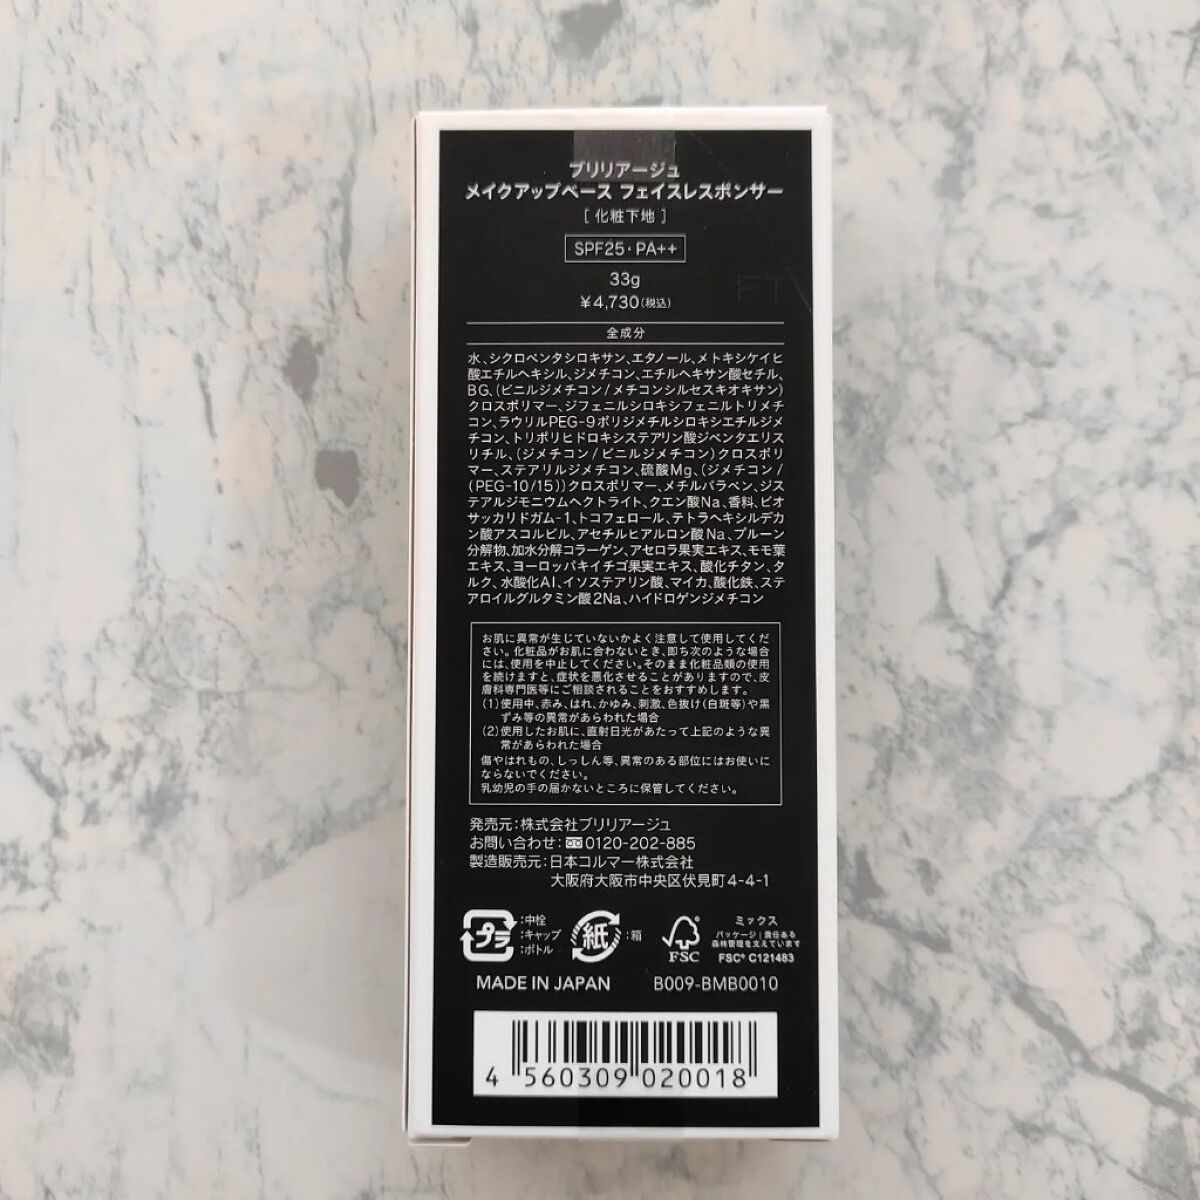 ブリリアージュ
メイクアップベース フェイスレスポンサー
[ 化粧下地 ]
SPF25・PA++
33g
¥4,730(税込)
全成分
水、シクロペンタシロキサン、エタノール、メトキシケイヒ
酸エチルヘキシル、ジメチコン、エチルヘキサン酸セチル、
BG、(ビニルジメチコン/メチコンシルセスキオキサン)
クロスポリマー、ジフェニルシロキシフェニルトリメチ
コン、ラウリルPEG-9ポリジメチルシロキシエチルジメ
チコン、トリポリヒドロキシステアリン酸ジペンタエリス
リチル、(ジメチコン/ビニルジメチコン)クロスポリ
マー、ステアリルジメチコン、硫酸Mg、(ジメチコン/
(PEG-10/15))クロスポリマー、メチルパラベン、ジス
テアルジモニウムヘクトライト、クエン酸Na、香料、ビオ
サッカリドガム-1、トコフェロール、テトラヘキシルデカ
ン酸アスコルビル、アセチルヒアルロン酸Na、プルーン
分解物、加水分解コラーゲン、アセロラ果実エキス、モモ葉
エキス、ヨーロッパキイチゴ果実エキス、酸化チタン、タ
ルク、水酸化Al、イソステアリン酸、マイカ、酸化鉄、ステ
アロイルグルタミン酸2Na、ハイドロゲンジメチコン
お肌に異常が生じていないかよく注意して使用してくだ
さい。化粧品がお肌に合わないとき、即ち次のような場合
には、使用を中止してください。そのまま化粧品類の使用
を続けますと、症状を悪化させることがありますので、皮
膚科専門医等にご相談されることをおすすめします。
(1)使用中、赤み、はれ、かゆみ、刺激、色抜け(白斑等)や黒
ずみ等の異常があらわれた場合
(2)使用したお肌に、直射日光があたって上記のような異
常があらわれた場合
傷やはれもの、しっしん等、異常のある部位にはお使いに
ならないでください。
乳幼児の手の届かないところに保管してください。
発売元:株式会社ブリリアージュ
お問い合わせ:0120-202-885
製造販売元:日本コルマー株式会社
大阪府大阪市中央区伏見町4-4-1
プラ
:中栓
:キャップ
:ボトル
紙
:箱
FSC
ミックス
パッケージ|責任ある
森林管理を支えています
FSC® C121483
MADE IN JAPAN B009-BMB0010
4 560309 020018